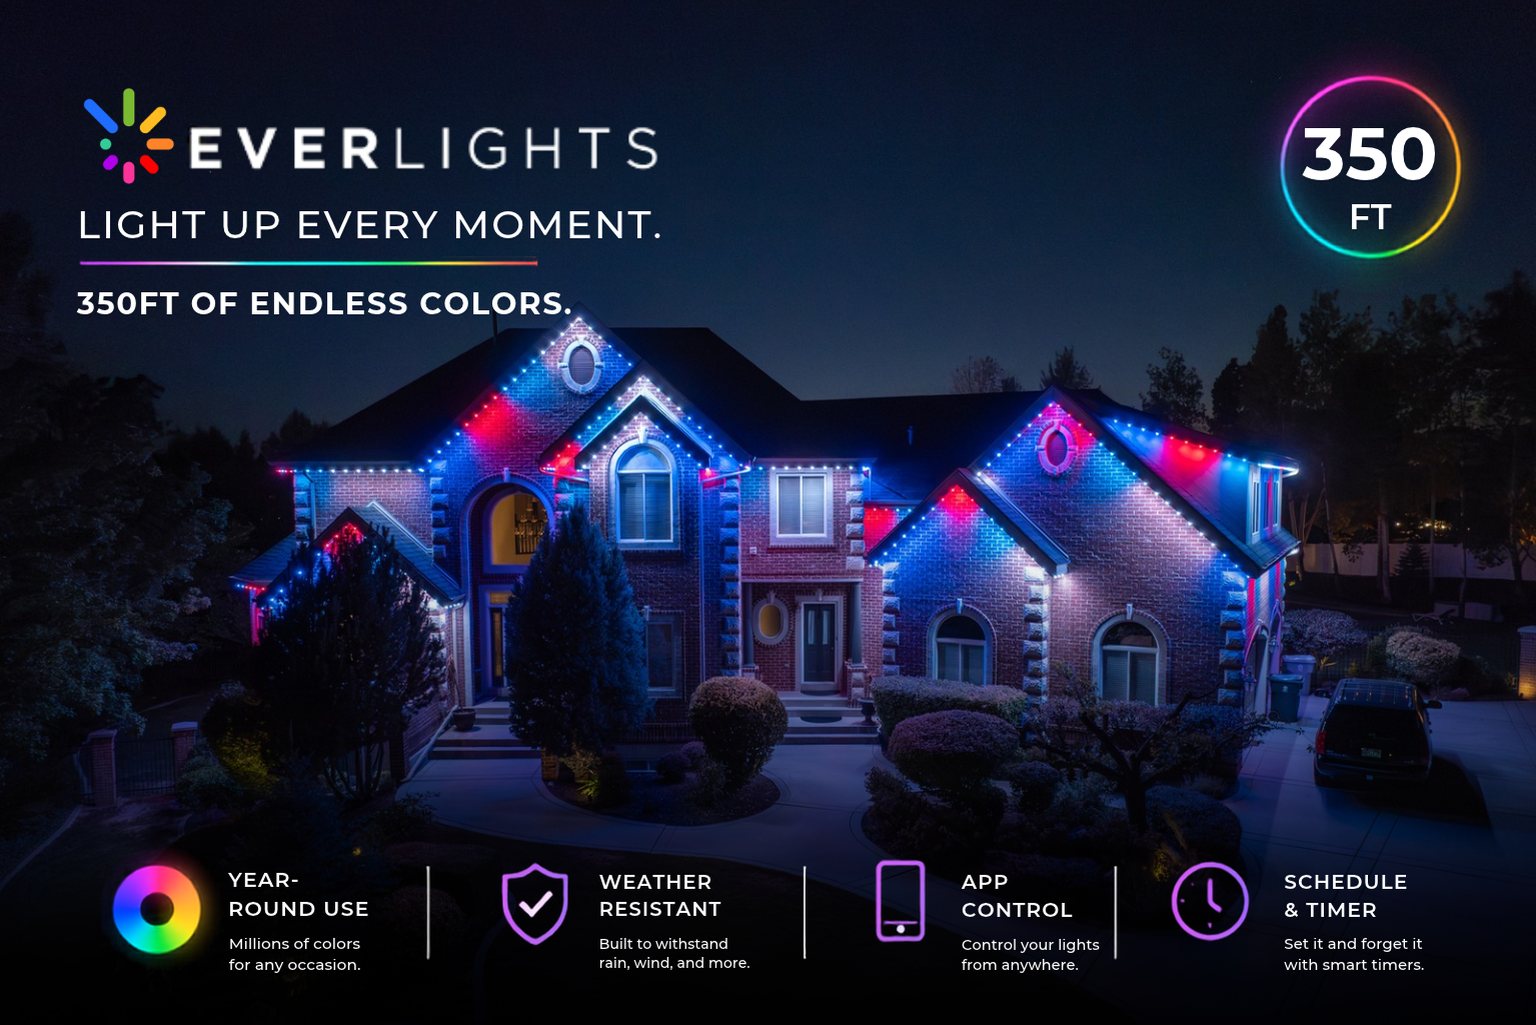 EVERLIGHTS
LIGHT UP EVERY MOMENT.
350FT OF ENDLESS COLORS.
350
FT
YEAR-
ROUND USE
Millions of colors
for any occasion.
WEATHER
RESISTANT
Built to withstand
rain, wind, and more.
APP
CONTROL
Control your lights
from anywhere.
SCHEDULE
& TIMER
Set it and forget it
with smart timers.